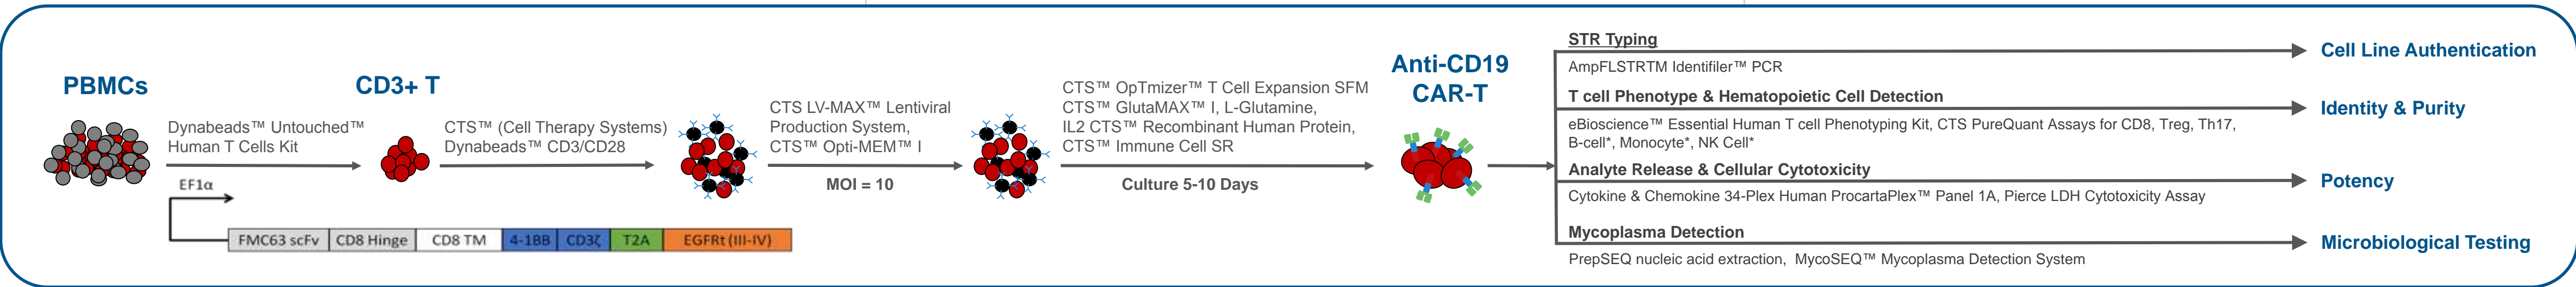 PBMCs
Dynabeads™ Untouched™
Human T Cells Kit
CD3+ T
CTS™ (Cell Therapy Systems)
Dynabeads™ CD3/CD28
CTS LV-MAX™ Lentiviral
Production System,
CTS™ Opti-MEM™ I
MOI = 10
CTS™ OpTmizer™ T Cell Expansion SFM
CTS™ GlutaMAX™ I, L-Glutamine,
IL2 CTS™ Recombinant Human Protein,
CTS™ Immune Cell SR
Culture 5-10 Days
Anti-CD19
CAR-T
EF1α
FMC63 scFv CD8 Hinge CD8 TM 4-1BB CD3ζ T2A EGFRt (III-IV)
STR Typing
AmpFLSTRTM Identifiler™ PCR
Cell Line Authentication
T cell Phenotype & Hematopoietic Cell Detection
eBioscience™ Essential Human T cell Phenotyping Kit, CTS PureQuant Assays for CD8, Treg, Th17,
B-cell*, Monocyte*, NK Cell*
Identity & Purity
Analyte Release & Cellular Cytotoxicity
Cytokine & Chemokine 34-Plex Human ProcartaPlex™ Panel 1A, Pierce LDH Cytotoxicity Assay
Potency
Mycoplasma Detection
PrepSEQ nucleic acid extraction, MycoSEQ™ Mycoplasma Detection System
Microbiological Testing